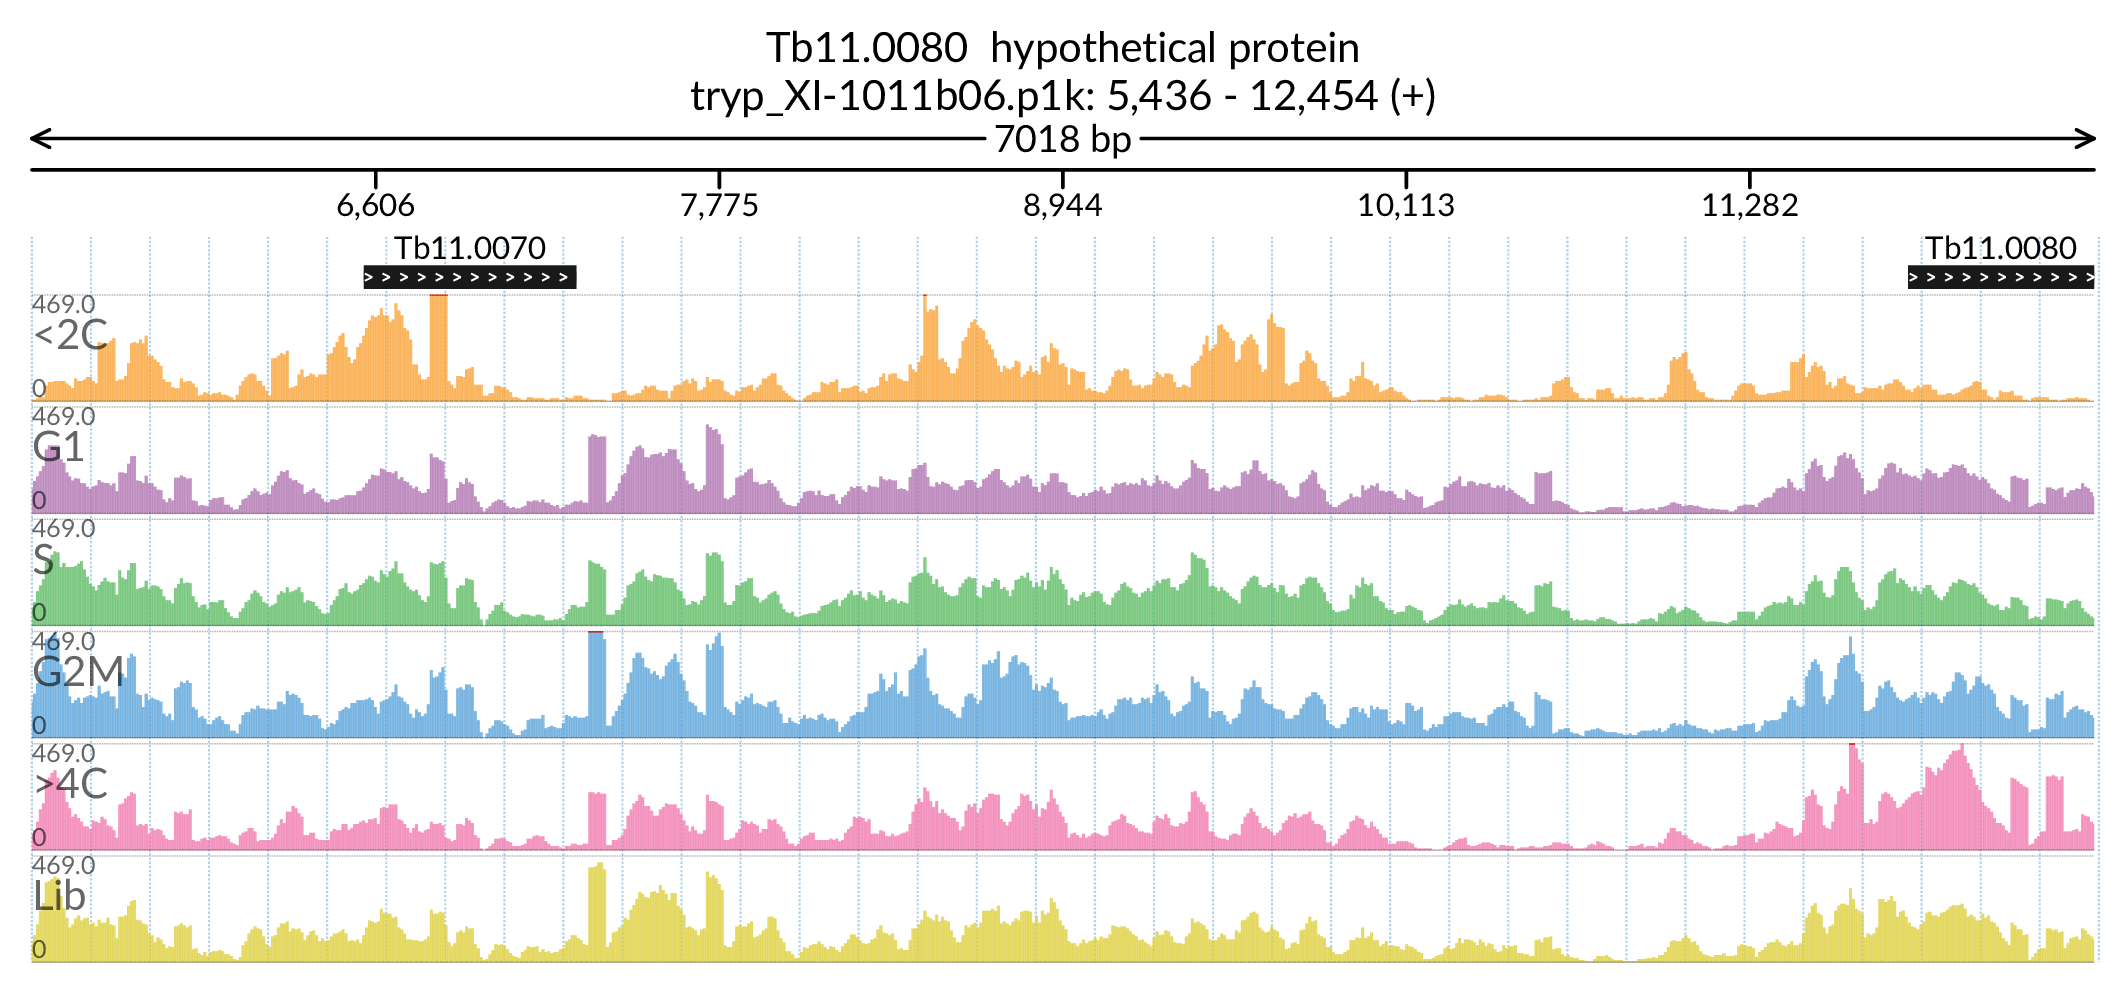 Tb11.0080 hypothetical protein
tryp_XI-1011b06.p1k: 5,436 - 12,454 (+)
7018 bp
6,606 7,775 8,944 10,113 11,282
Tb11.0070 Tb11.0080
> > > > > > > > > > > > > > > > > > > > > > >
469.0
<2C
0
469.0
G1
0
469.0
S
0
469.0
G2M
0
469.0
>4C
0
469.0
Lib
0